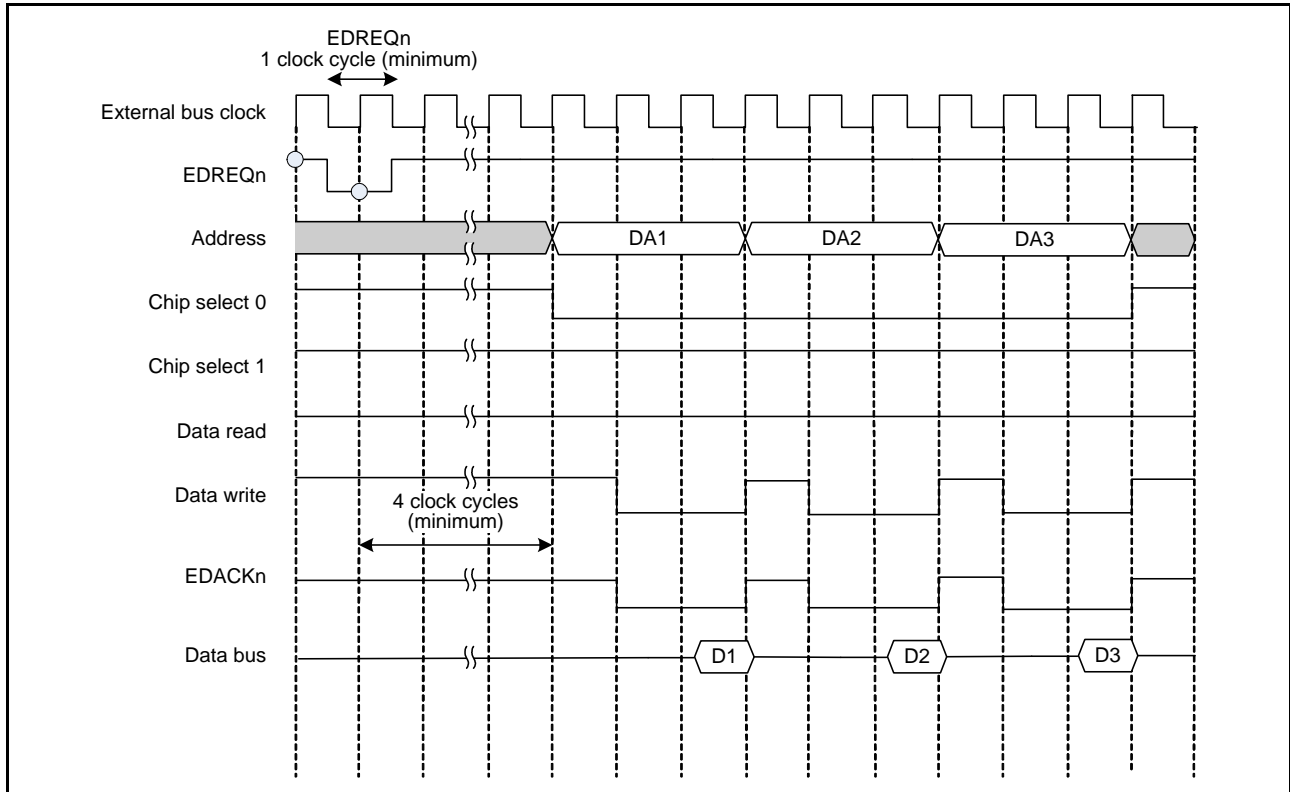 EDREQn
1 clock cycle (minimum)
External bus clock
EDREQn
Address
DA1
DA2
DA3
Chip select 0
Chip select 1
Data read
Data write
4 clock cycles
(minimum)
EDACKn
Data bus
D1
D2
D3